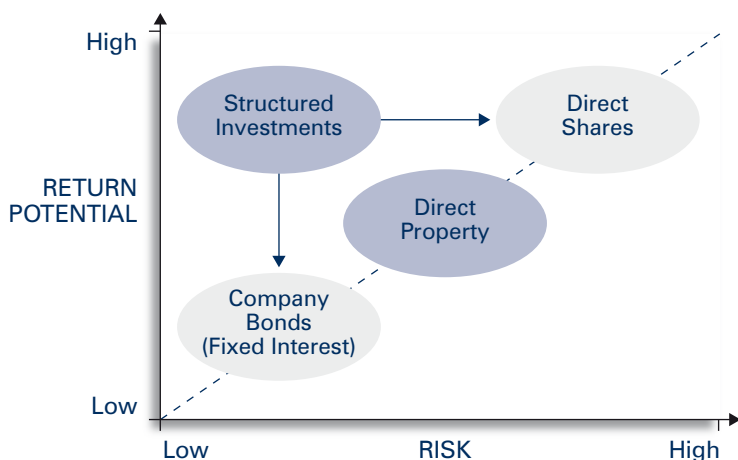 High
Structured
Investments
Direct
Shares
RETURN
POTENTIAL
Direct
Property
Company
Bonds
(Fixed Interest)
Low
Low
RISK
High